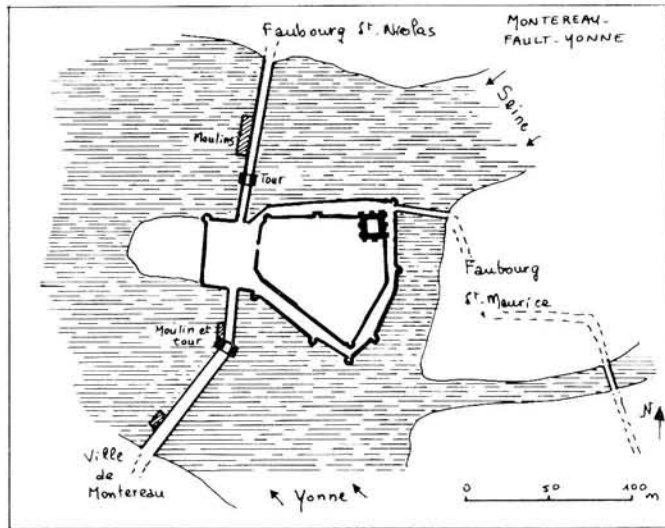 Faubourg St. Nicolas
MONTEREAU-
FAULT-YONNE
Seine
Moulins
Tour
Faubourg
St. Maurice
Moulin et
tour
N
Ville
de
Montereau
Yonne
0 50 100
m